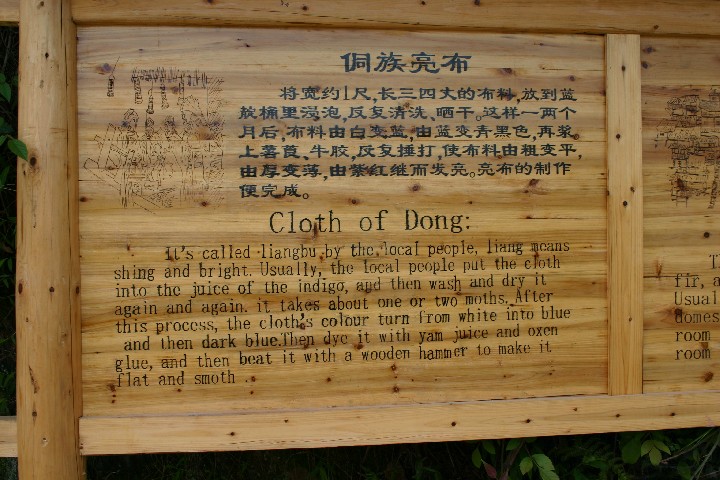 侗族亮布
将宽约1尺,长三四丈的布料,放到蓝
靛桶里浸泡,反复清洗、晒干。这样一两个
月后,布料由白变蓝,由蓝变青黑色,再浆
上薯莨、牛胶,反复捶打,使布料由粗变平,
由厚变薄,由紫红继而发亮。亮布的制作
便完成。
Cloth of Dong:
it's called liangbu by the local people, liang means
shing and bright. Usually, the local people put the cloth
into the juice of the indigo, and then wash and dry it
again and again. it takes about one or two moths. After
this process, the cloth's colour turn from white into blue
and then dark blue.Then dye it with yam juice and oxen
glue, and then beat it with a wooden hammer to make it
flat and smoth .
fir, a
Usual
domes
room
room